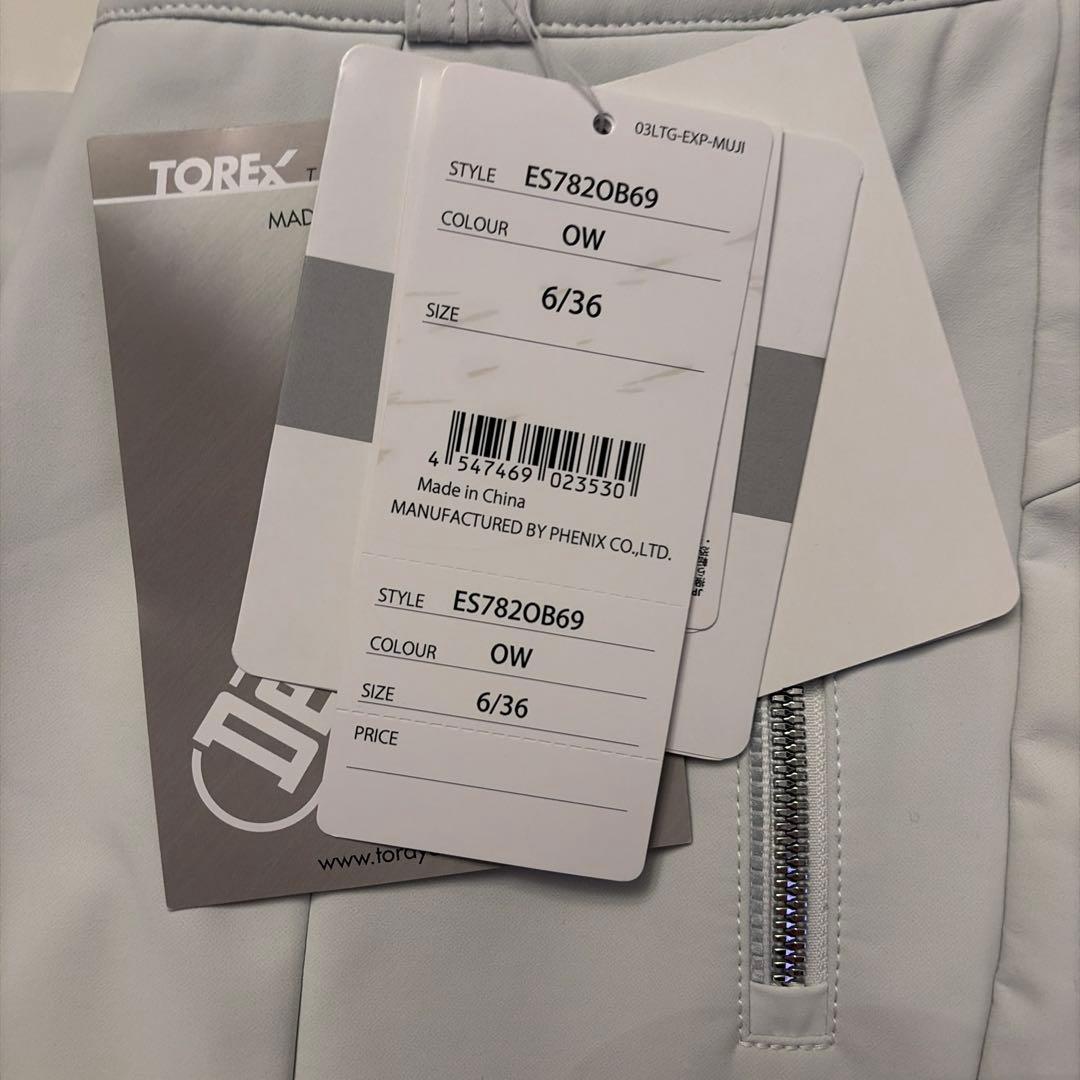 TOREX T
MAD
03LTG-EXP-MUJI
STYLE ES782OB69
COLOUR OW
SIZE 6/36
4 547469 023530
Made in China
MANUFACTURED BY PHENIX CO.,LTD.
STYLE ES782OB69
COLOUR OW
SIZE 6/36
PRICE
www.toray